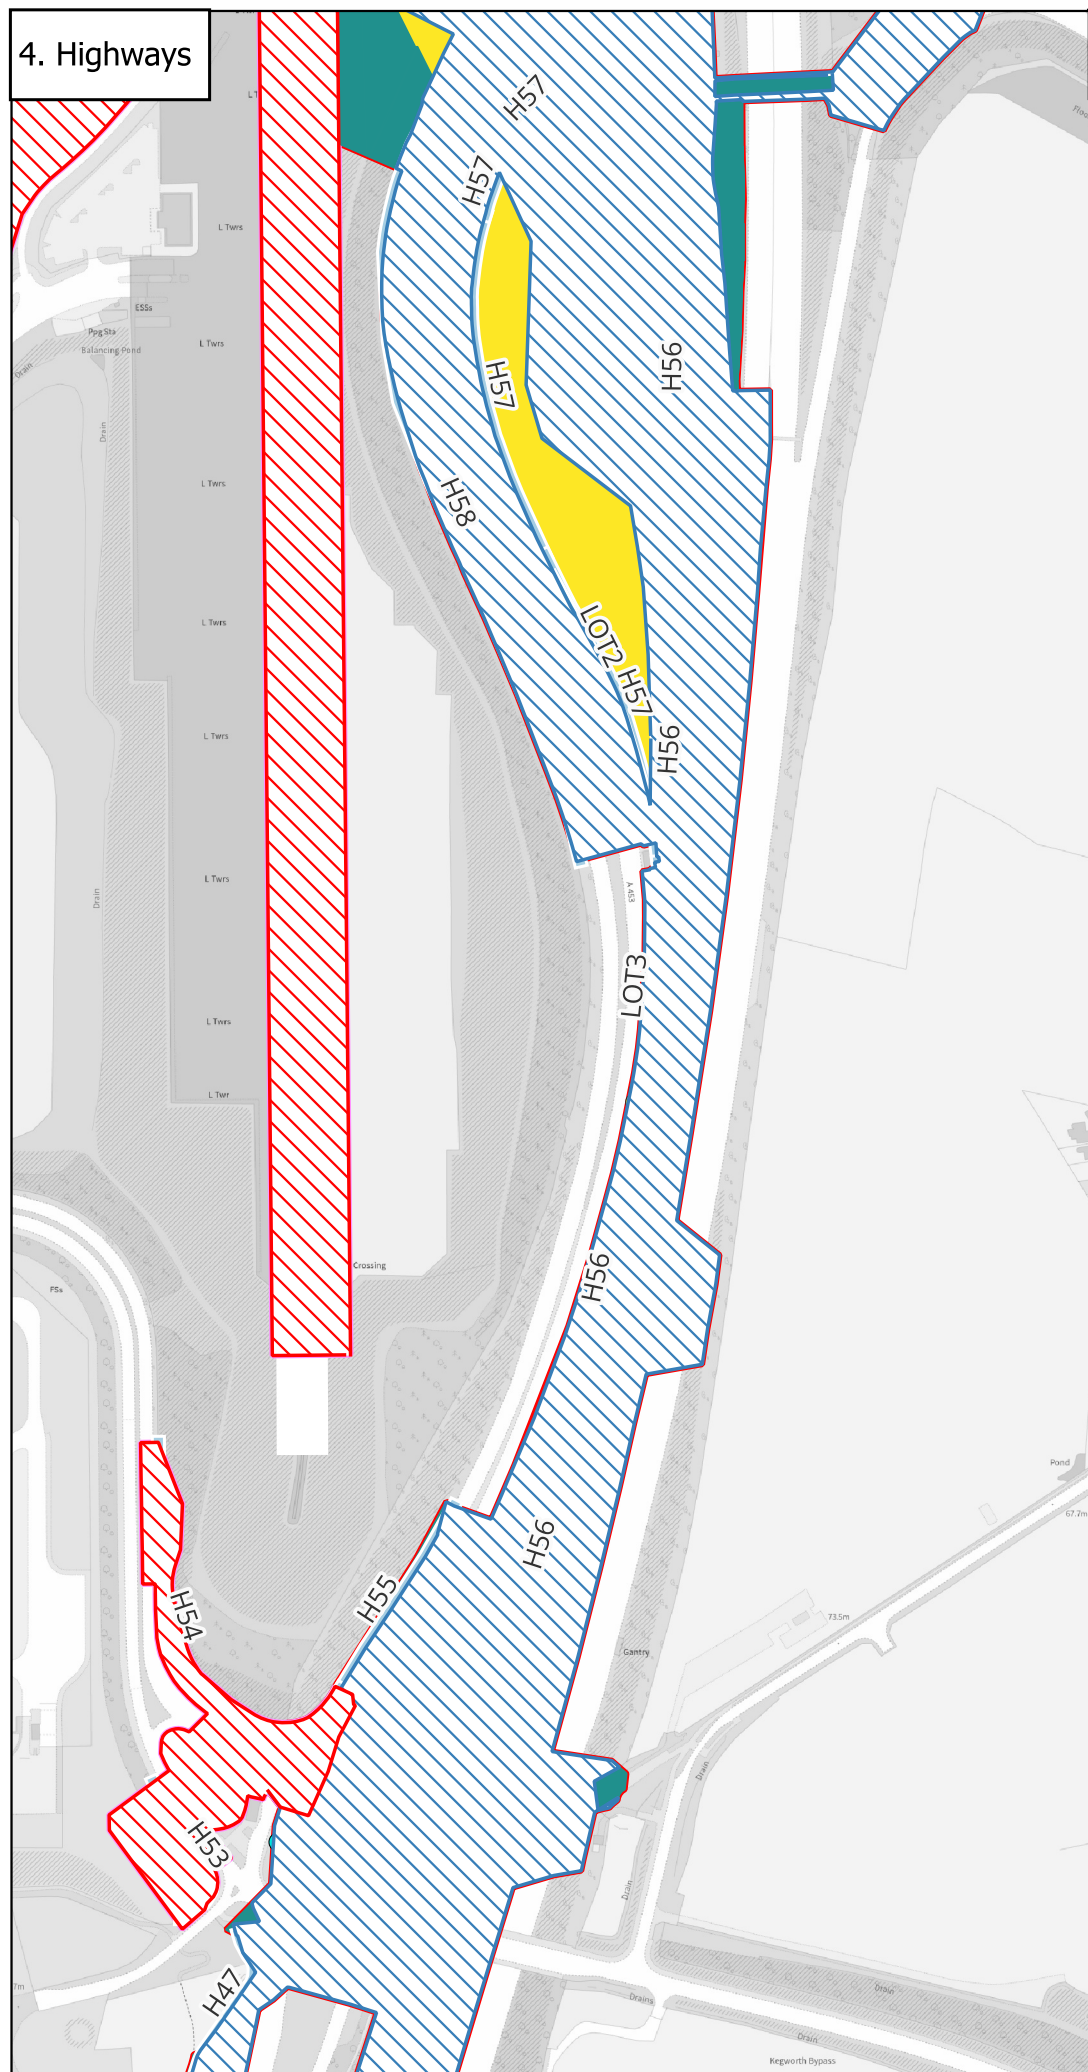 4. Highways
L T
L Twrs
ESSs
Ppg Sta
Balancing Pond
Drain
L Twrs
Drain
L Twrs
L Twrs
L Twrs
L Twrs
Drain
L Twrs
L Twr
Crossing
PSs
H57
H57
H56
H57
H58
LOT2 H57
H56
A 453
LOT3
H56
H56
H55
H54
H53
H47
Pond
67.7m
73.5m
Gantry
Drain
Drain
Drain
Drains
Drain
Kegworth Bypass
7m